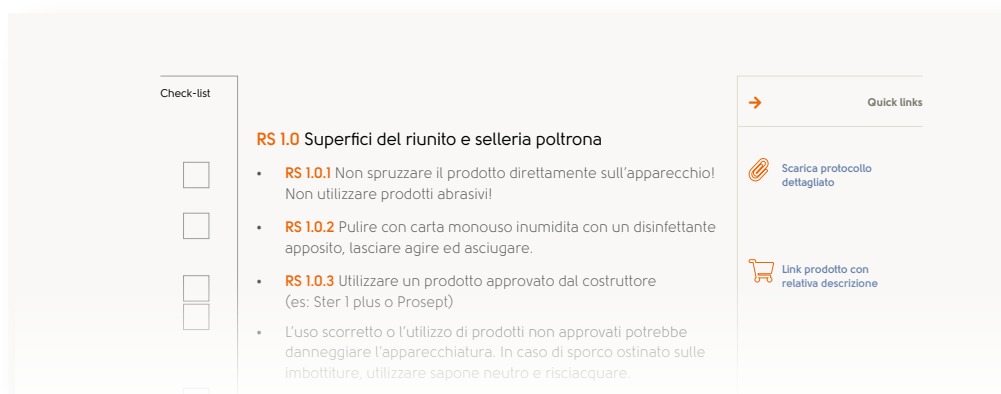 Check-list
RS 1.0 Superfici del riunito e selleria poltrona
• RS 1.0.1 Non spruzzare il prodotto direttamente sull'apparecchio!
Non utilizzare prodotti abrasivi!
• RS 1.0.2 Pulire con carta monouso inumidita con un disinfettante
apposito, lasciare agire ed asciugare.
• RS 1.0.3 Utilizzare un prodotto approvato dal costruttore
(es: Ster 1 plus o Prosept)
• L'uso scorretto o l'utilizzo di prodotti non approvati potrebbe
danneggiare l'apparecchiatura. In caso di sporco ostinato sulle
imbottiture, utilizzare sapone neutro e risciacquare.
→ Quick links
Scarica protocollo
dettagliato
Link prodotto con
relativa descrizione